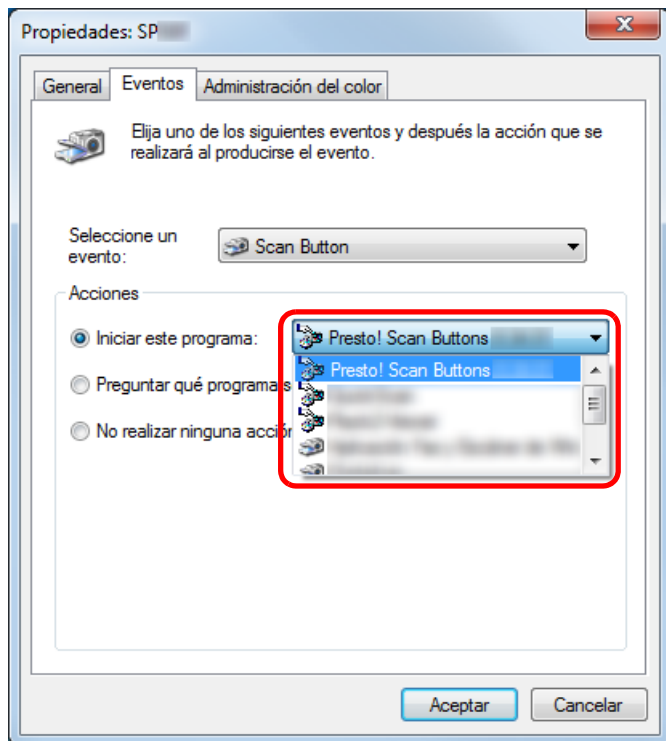 Propiedades: SP
General Eventos Administración del color
Elija uno de los siguientes eventos y después la acción que se
realizará al producirse el evento.
Seleccione un
evento:
Scan Button
Acciones
Iniciar este programa:
Presto! Scan Buttons
Presto! Scan Buttons
Preguntar qué programa s
No realizar ninguna acción
Aceptar Cancelar